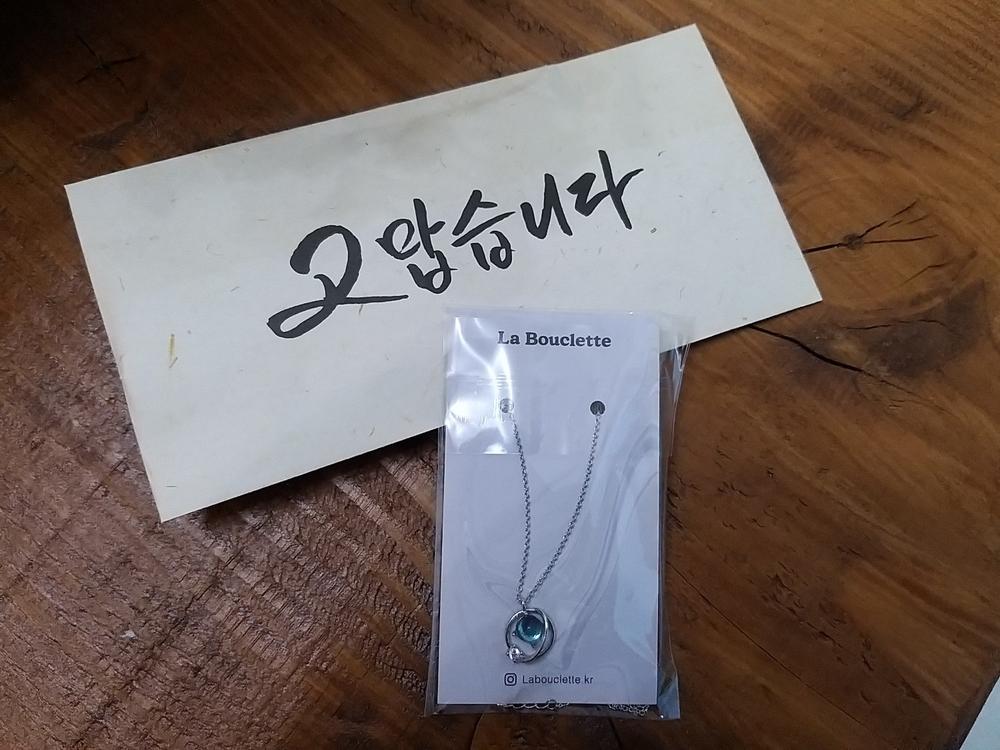 고맙습니다
La Bouclette
Labouclette.kr